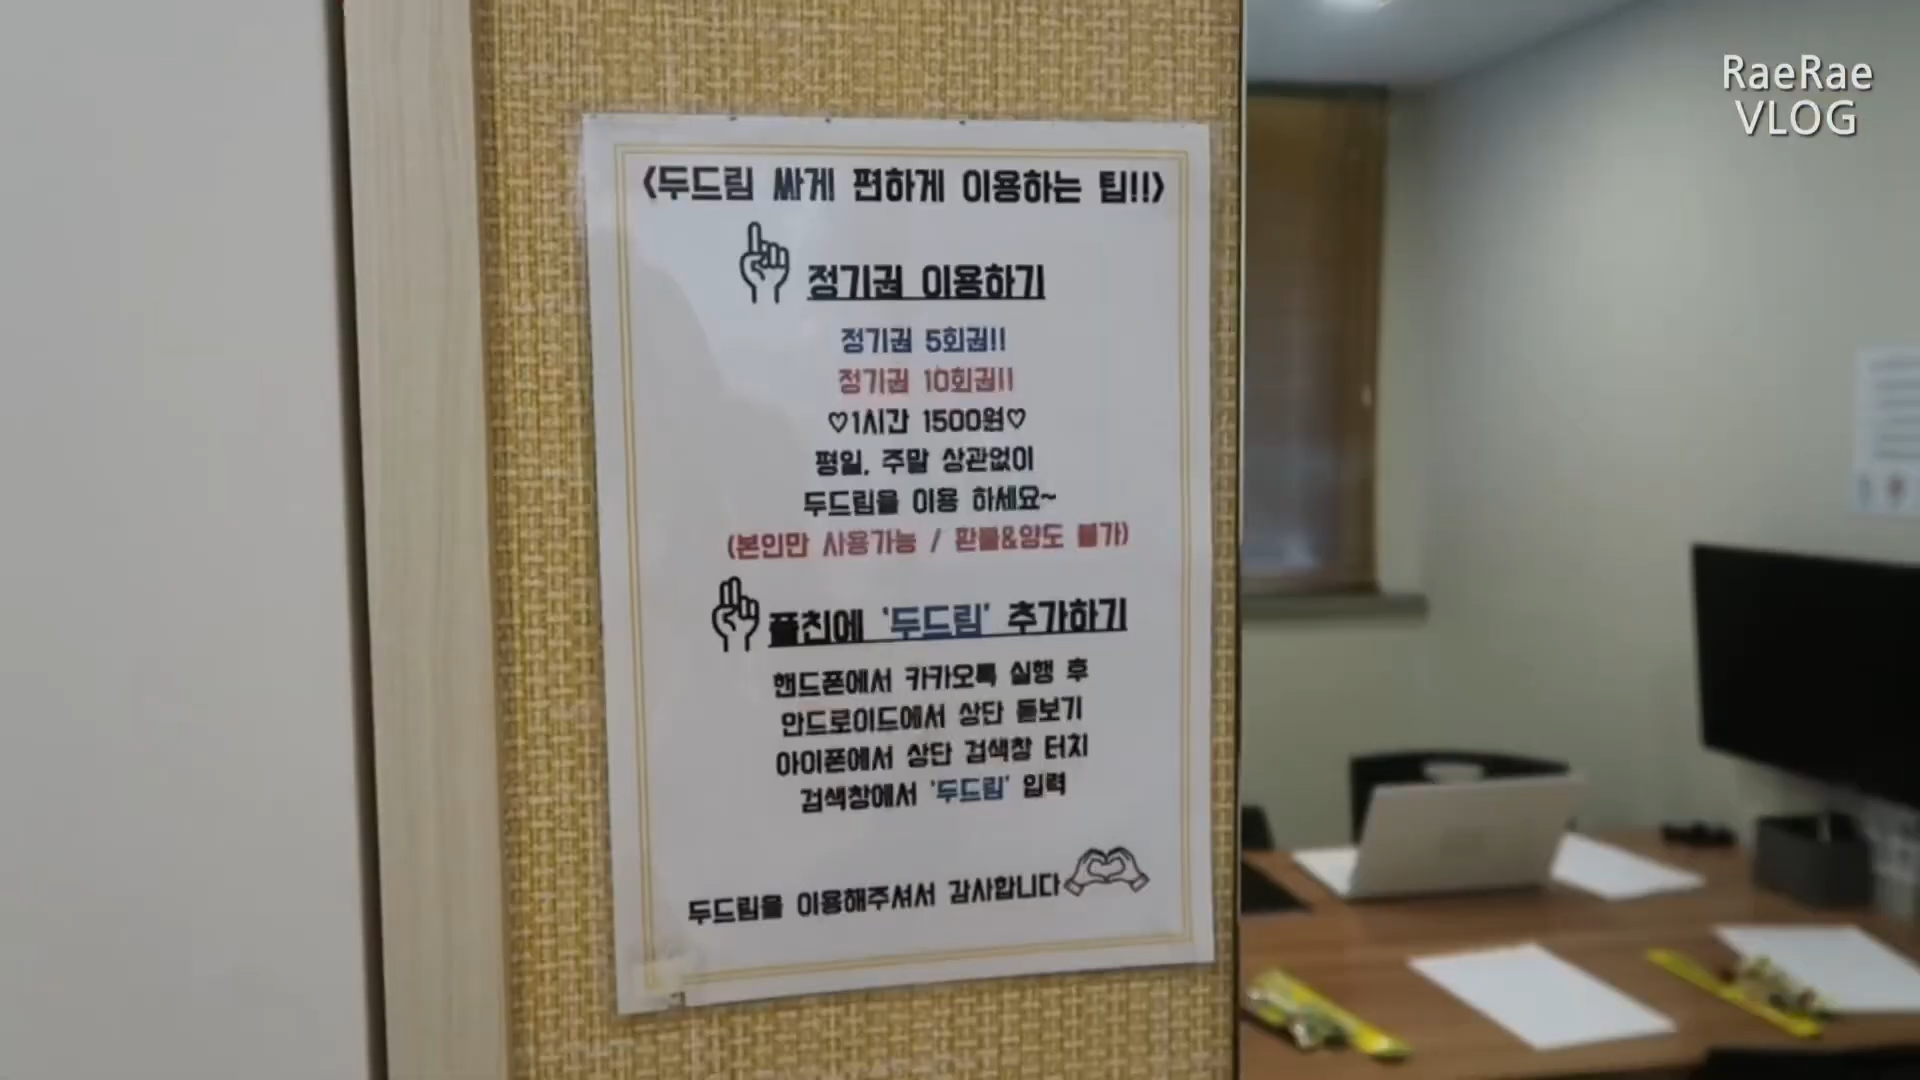 RaeRae
VLOG
<두드림 싸게 편하게 이용하는 팁!!>
정기권 이용하기
정기권 5회권!!
정기권 10회권!!
♡1시간 1500원♡
평일, 주말 상관없이
두드림을 이용 하세요~
(본인만 사용가능 / 환불&양도 불가)
플친에 '두드림' 추가하기
핸드폰에서 카카오톡 실행 후
안드로이드에서 상단 돋보기
아이폰에서 상단 검색창 터치
검색창에서 '두드림' 입력
두드림을 이용해주셔서 감사합니다